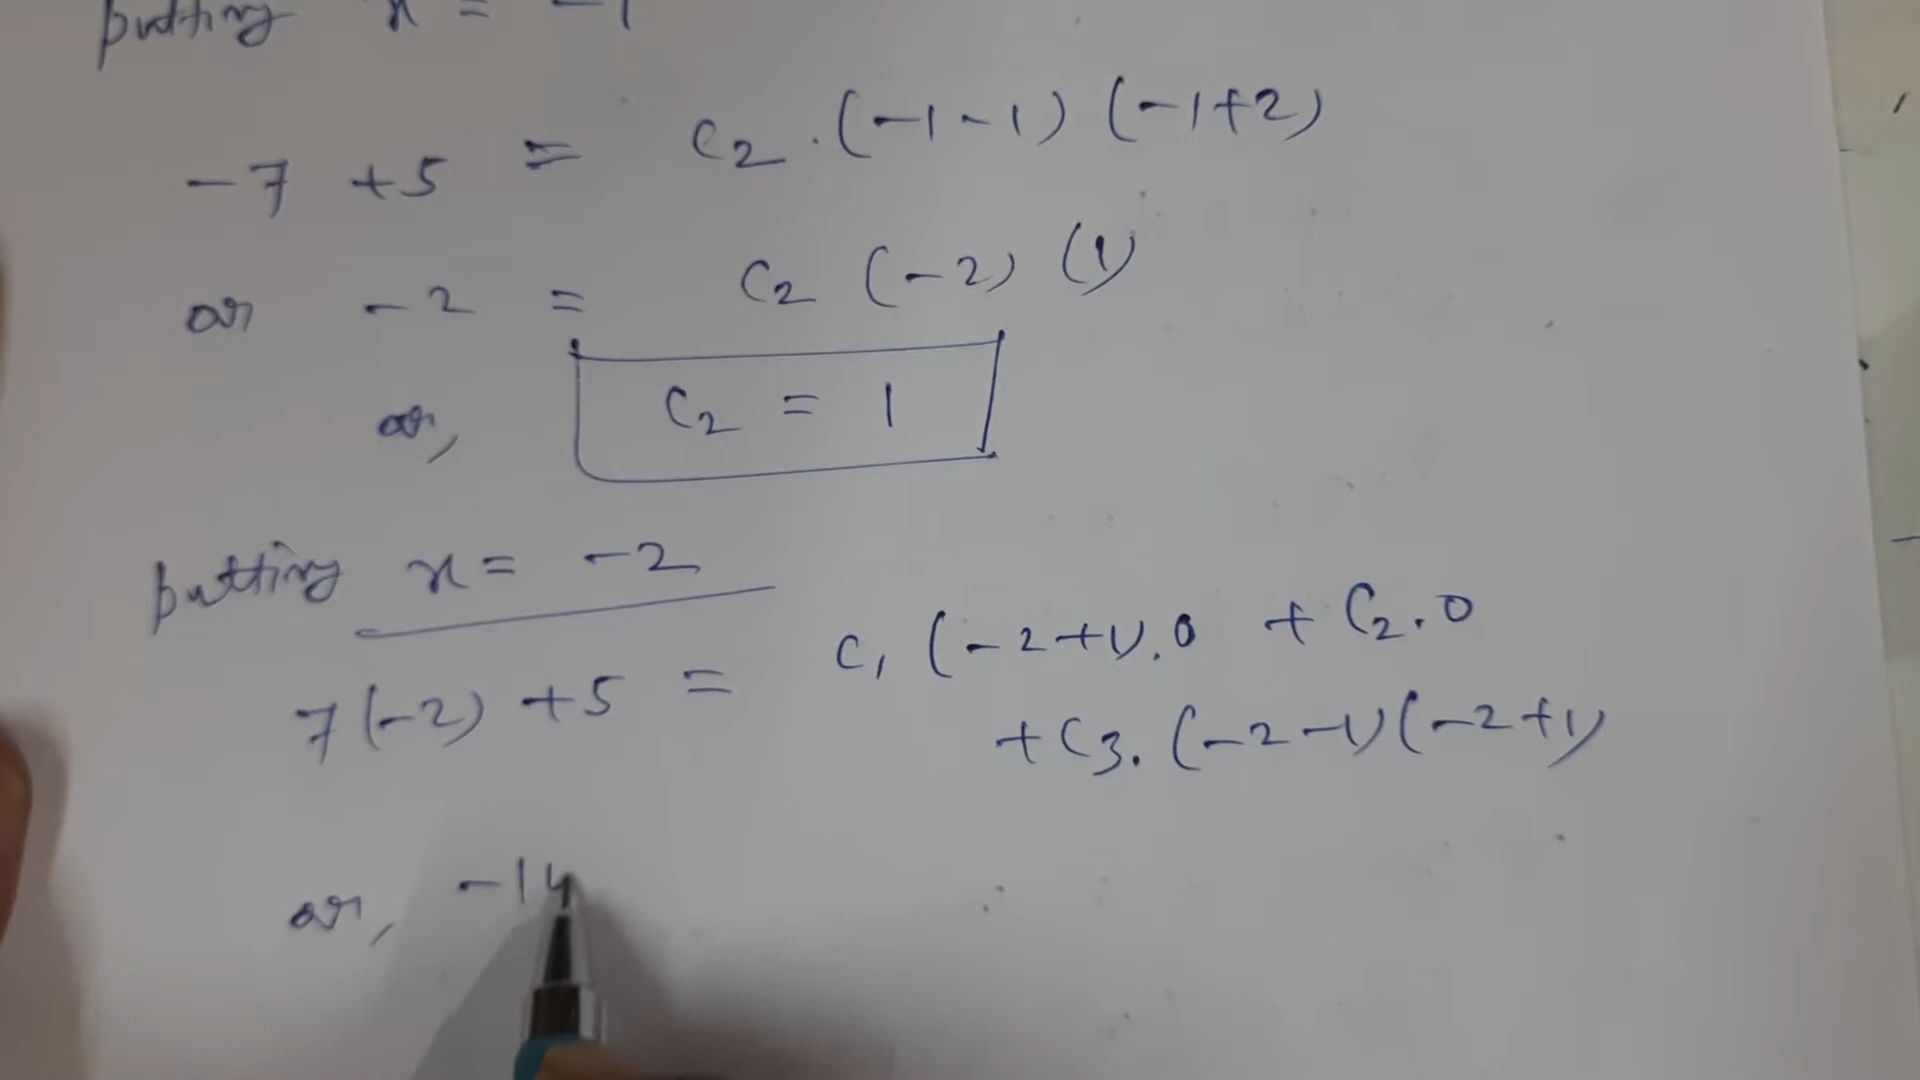 putting x = -1
-7 +5 = C₂ . (-1-1) (-1+2)
or -2 = C₂ (-2) (1)
or, C₂ = 1
putting x = -2
7(-2) +5 = C₁ (-2+1).0 + C₂.0
+ C₃. (-2-1)(-2+1)
or, -14